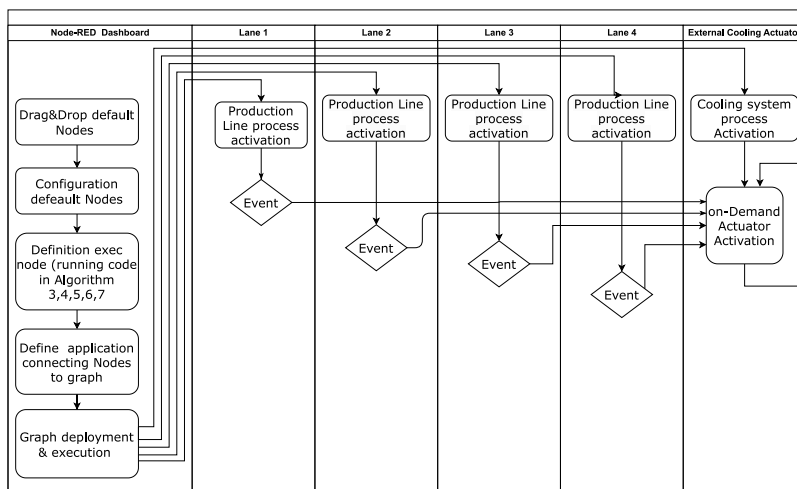 Node-RED Dashboard
Lane 1
Lane 2
Lane 3
Lane 4
External Cooling Actuator
Drag&Drop default
Nodes
Configuration
defeault Nodes
Definition exec
node (running code
in Algorithm
3,4,5,6,7
Define application
connecting Nodes
to graph
Graph deployment
& execution
Production
Line process
activation
Event
Production Line
process
activation
Event
Production Line
process
activation
Event
Production Line
process
activation
Event
Cooling system
process
Activation
on-Demand
Actuator
Activation